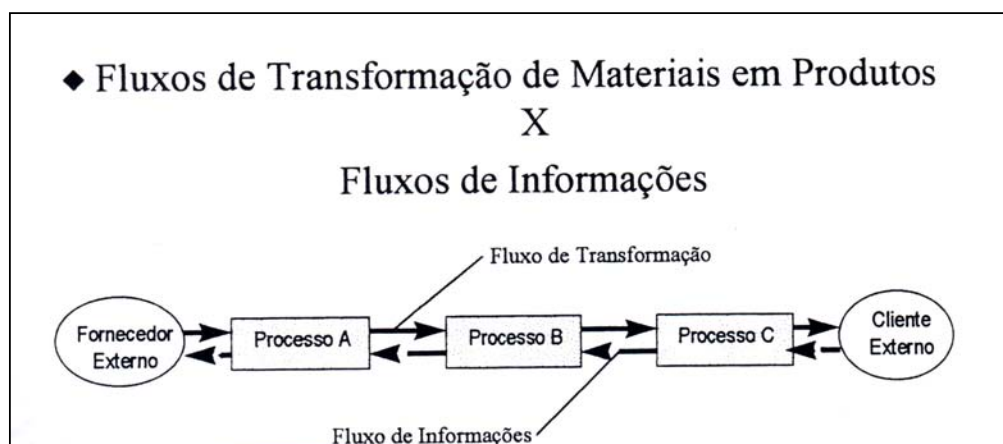 ◆ Fluxos de Transformação de Materiais em Produtos
X
Fluxos de Informações
Fluxo de Transformação
Fornecedor
Externo
Processo A
Processo B
Processo C
Cliente
Externo
Fluxo de Informações